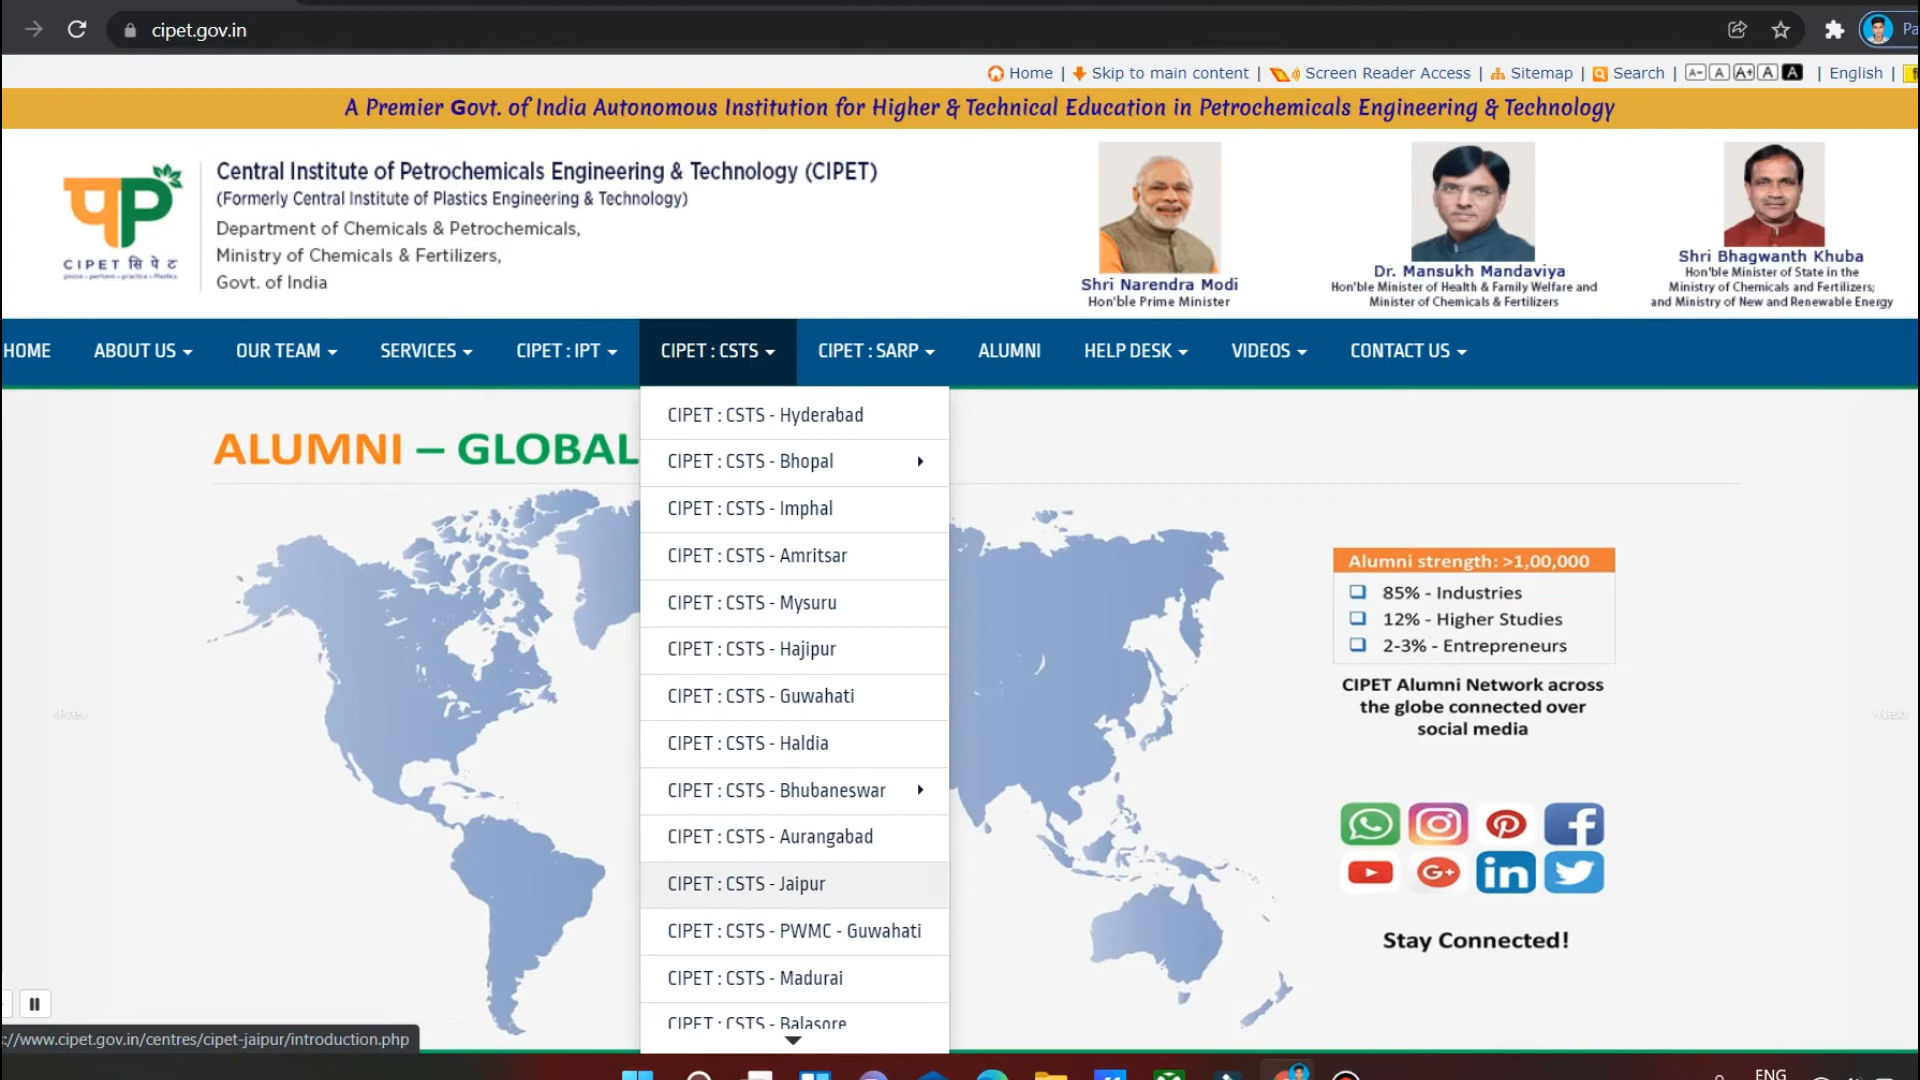 cipet.gov.in
Home | Skip to main content | Screen Reader Access | Sitemap | Search | A- A A+ A A | English |
A Premier Govt. of India Autonomous Institution for Higher & Technical Education in Petrochemicals Engineering & Technology
Central Institute of Petrochemicals Engineering & Technology (CIPET)
(Formerly Central Institute of Plastics Engineering & Technology)
Department of Chemicals & Petrochemicals,
Ministry of Chemicals & Fertilizers,
Govt. of India
CIPET सि पे ट
Shri Narendra Modi
Hon'ble Prime Minister
Dr. Mansukh Mandaviya
Hon'ble Minister of Health & Family Welfare and
Minister of Chemicals & Fertilizers
Shri Bhagwanth Khuba
Hon'ble Minister of State in the
Ministry of Chemicals and Fertilizers;
and Ministry of New and Renewable Energy
HOME ABOUT US OUR TEAM SERVICES CIPET : IPT CIPET : CSTS CIPET : SARP ALUMNI HELP DESK VIDEOS CONTACT US
ALUMNI – GLOBAL
CIPET : CSTS - Hyderabad
CIPET : CSTS - Bhopal
CIPET : CSTS - Imphal
CIPET : CSTS - Amritsar
CIPET : CSTS - Mysuru
CIPET : CSTS - Hajipur
CIPET : CSTS - Guwahati
CIPET : CSTS - Haldia
CIPET : CSTS - Bhubaneswar
CIPET : CSTS - Aurangabad
CIPET : CSTS - Jaipur
CIPET : CSTS - PWMC - Guwahati
CIPET : CSTS - Madurai
CIPET : CSTS - Balasore
Alumni strength: >1,00,000
85% - Industries
12% - Higher Studies
2-3% - Entrepreneurs
CIPET Alumni Network across
the globe connected over
social media
Stay Connected!
‹Prev
›Next
://www.cipet.gov.in/centres/cipet-jaipur/introduction.php
ENG